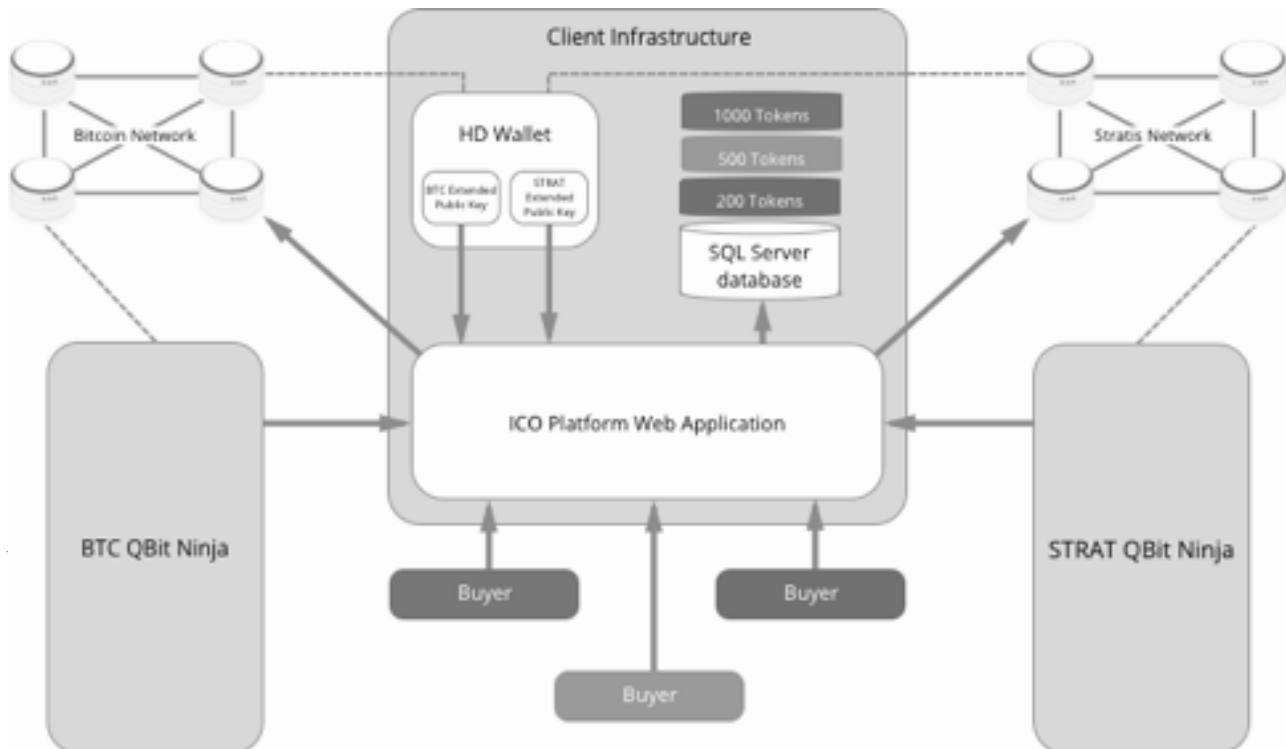 Client Infrastructure
Bitcoin Network
HD Wallet
BTC Extended
Public Key
STRAT
Extended
Public Key
1000 Tokens
500 Tokens
200 Tokens
SQL Server
database
Stratis Network
ICO Platform Web Application
BTC QBit Ninja
STRAT QBit Ninja
Buyer
Buyer
Buyer